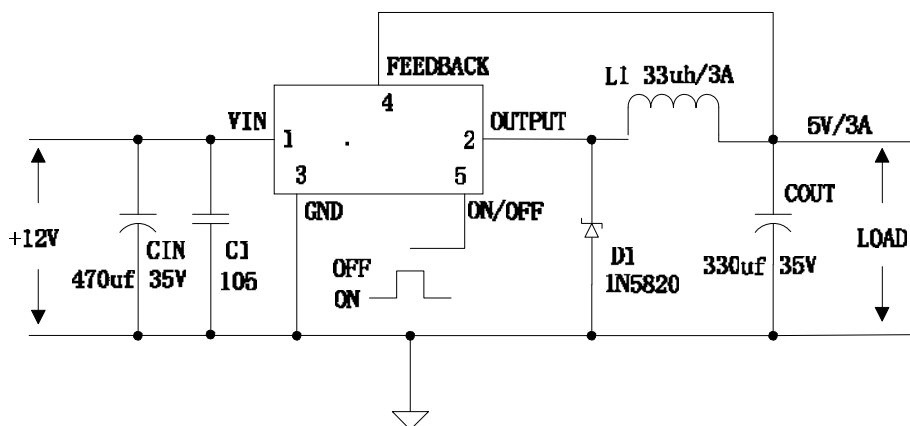 FEEDBACK
L1 33uh/3A
4
VIN
OUTPUT
5V/3A
1
2
3
5
GND
ON/OFF
COUT
+12V
CIN
C1
OFF
D1
LOAD
470uf 35V
105
ON
1N5820
330uf 35V